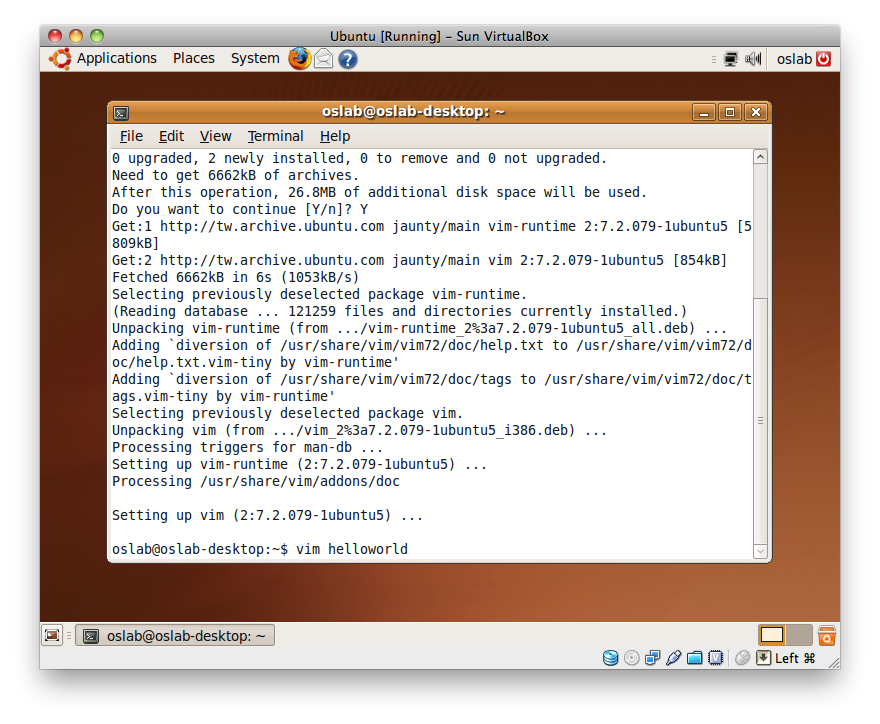 Ubuntu [Running] – Sun VirtualBox
Applications Places System oslab
oslab@oslab-desktop: ~
File Edit View Terminal Help
0 upgraded, 2 newly installed, 0 to remove and 0 not upgraded.
Need to get 6662kB of archives.
After this operation, 26.8MB of additional disk space will be used.
Do you want to continue [Y/n]? Y
Get:1 http://tw.archive.ubuntu.com jaunty/main vim-runtime 2:7.2.079-1ubuntu5 [5
809kB]
Get:2 http://tw.archive.ubuntu.com jaunty/main vim 2:7.2.079-1ubuntu5 [854kB]
Fetched 6662kB in 6s (1053kB/s)
Selecting previously deselected package vim-runtime.
(Reading database ... 121259 files and directories currently installed.)
Unpacking vim-runtime (from .../vim-runtime_2%3a7.2.079-1ubuntu5_all.deb) ...
Adding `diversion of /usr/share/vim/vim72/doc/help.txt to /usr/share/vim/vim72/d
oc/help.txt.vim-tiny by vim-runtime'
Adding `diversion of /usr/share/vim/vim72/doc/tags to /usr/share/vim/vim72/doc/t
ags.vim-tiny by vim-runtime'
Selecting previously deselected package vim.
Unpacking vim (from .../vim_2%3a7.2.079-1ubuntu5_i386.deb) ...
Processing triggers for man-db ...
Setting up vim-runtime (2:7.2.079-1ubuntu5) ...
Processing /usr/share/vim/addons/doc
Setting up vim (2:7.2.079-1ubuntu5) ...
oslab@oslab-desktop:~$ vim helloworld
oslab@oslab-desktop: ~
Left ⌘